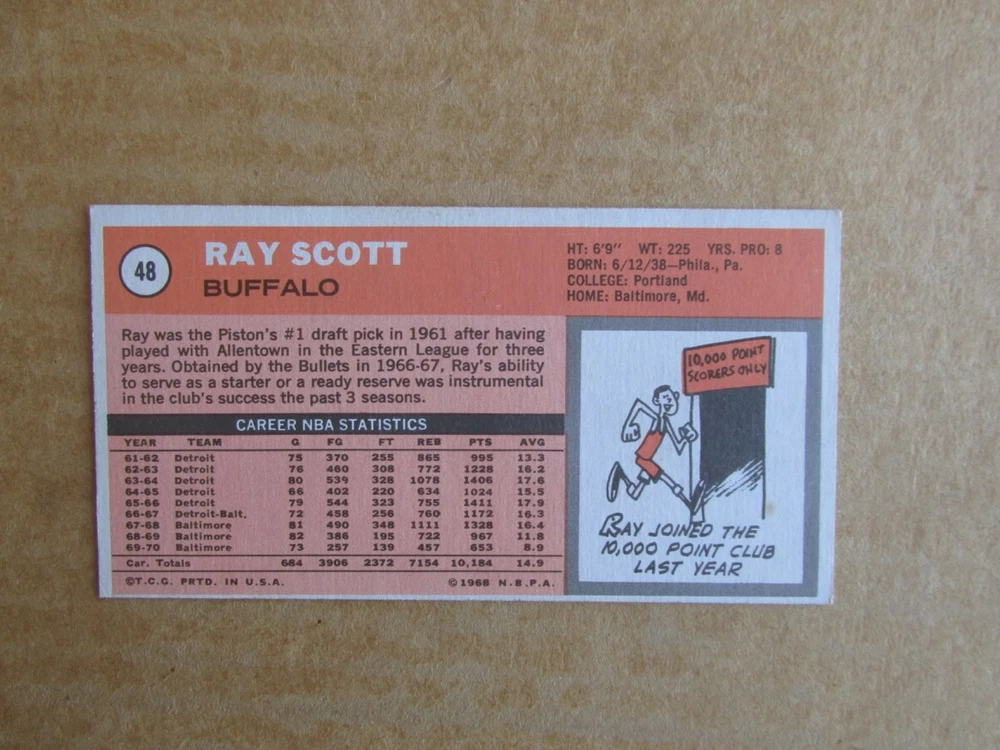 48
RAY SCOTT
BUFFALO
HT: 6'9" WT: 225 YRS. PRO: 8
BORN: 6/12/38—Phila., Pa.
COLLEGE: Portland
HOME: Baltimore, Md.
Ray was the Piston's #1 draft pick in 1961 after having
played with Allentown in the Eastern League for three
years. Obtained by the Bullets in 1966-67, Ray's ability
to serve as a starter or a ready reserve was instrumental
in the club's success the past 3 seasons.
CAREER NBA STATISTICS
YEAR TEAM G FG FT REB PTS AVG
61-62 Detroit 75 370 255 865 995 13.3
62-63 Detroit 76 460 308 772 1228 16.2
63-64 Detroit 80 539 328 1078 1406 17.6
64-65 Detroit 66 402 220 634 1024 15.5
65-66 Detroit 79 544 323 755 1411 17.9
66-67 Detroit-Balt. 72 458 256 760 1172 16.3
67-68 Baltimore 81 490 348 1111 1328 16.4
68-69 Baltimore 82 386 195 722 967 11.8
69-70 Baltimore 73 257 139 457 653 8.9
Car. Totals 684 3906 2372 7154 10,184 14.9
©T.C.G. PRTD. IN U.S.A. ©1968 N.B.P.A.
10,000 POINT
SCORERS ONLY
RAY JOINED THE
10,000 POINT CLUB
LAST YEAR